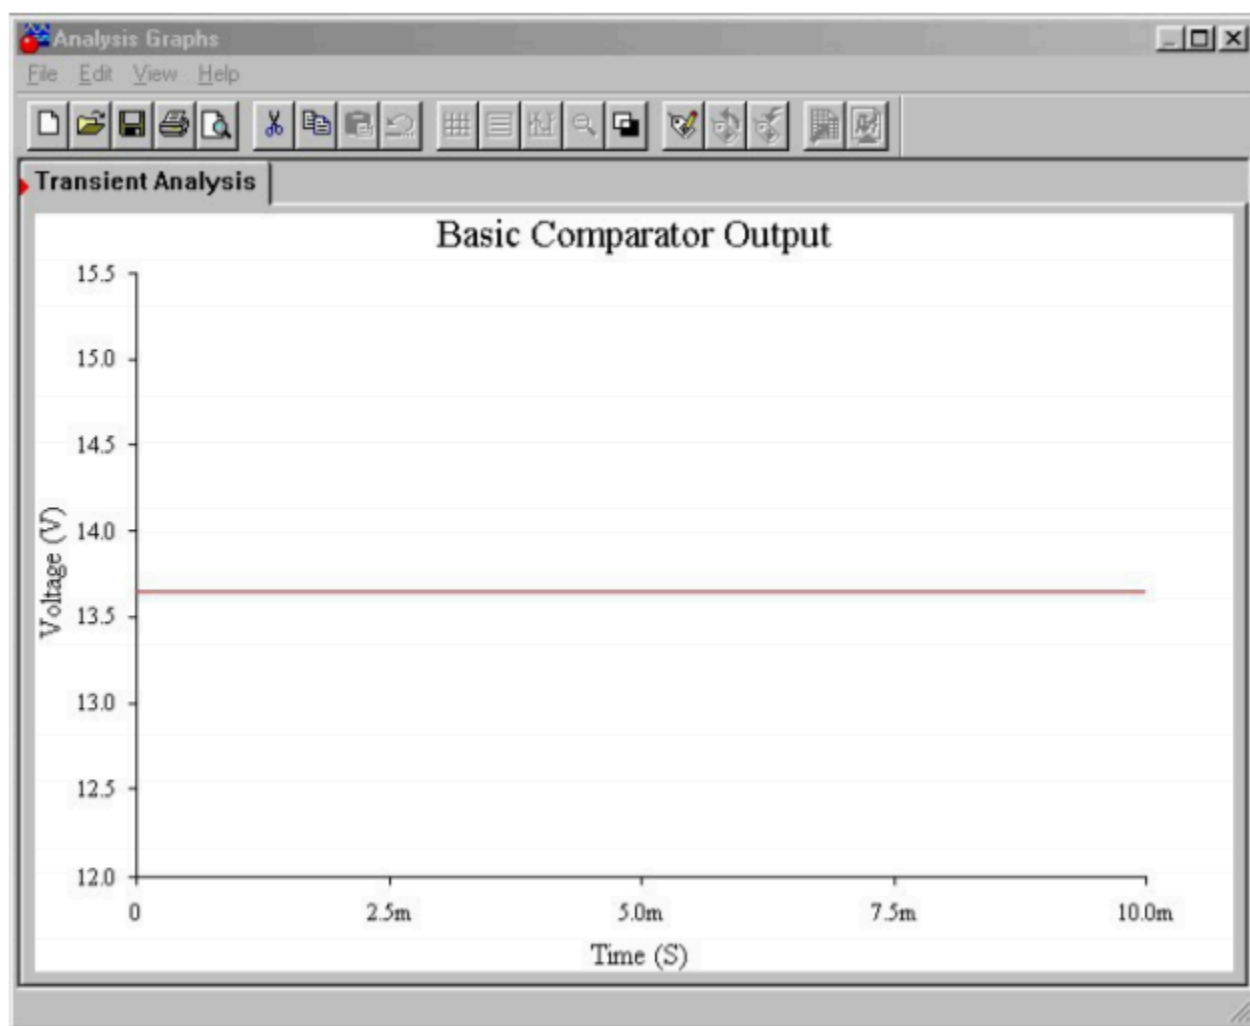 Analysis Graphs
File Edit View Help
Transient Analysis
Basic Comparator Output
15.5
15.0
14.5
14.0
13.5
13.0
12.5
12.0
Voltage (V)
0 2.5m 5.0m 7.5m 10.0m
Time (S)